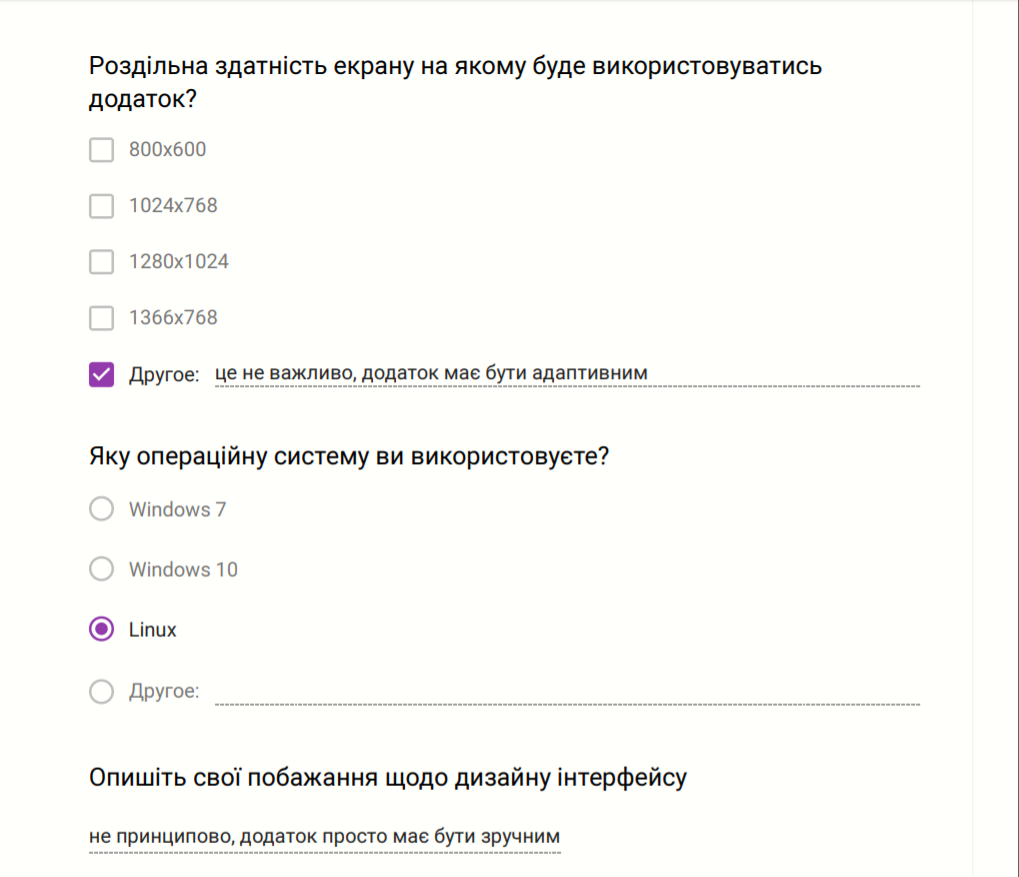 Роздільна здатність екрану на якому буде використовуватись
додаток?
800x600
1024x768
1280x1024
1366x768
Другое: це не важливо, додаток має бути адаптивним
Яку операційну систему ви використовуєте?
Windows 7
Windows 10
Linux
Другое:
Опишіть свої побажання щодо дизайну інтерфейсу
не принципово, додаток просто має бути зручним